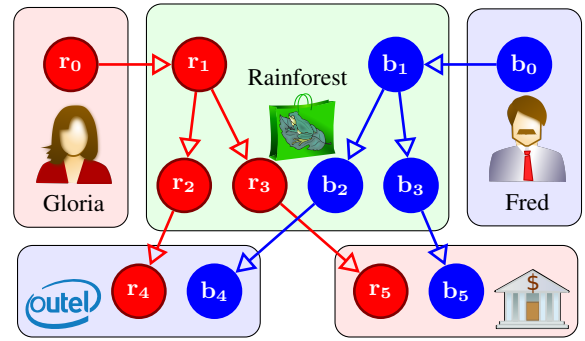 r₀ r₁ b₁ b₀
Rainforest
r₂ r₃ b₂ b₃
Gloria Fred
outel r₄ b₄ r₅ b₅ $